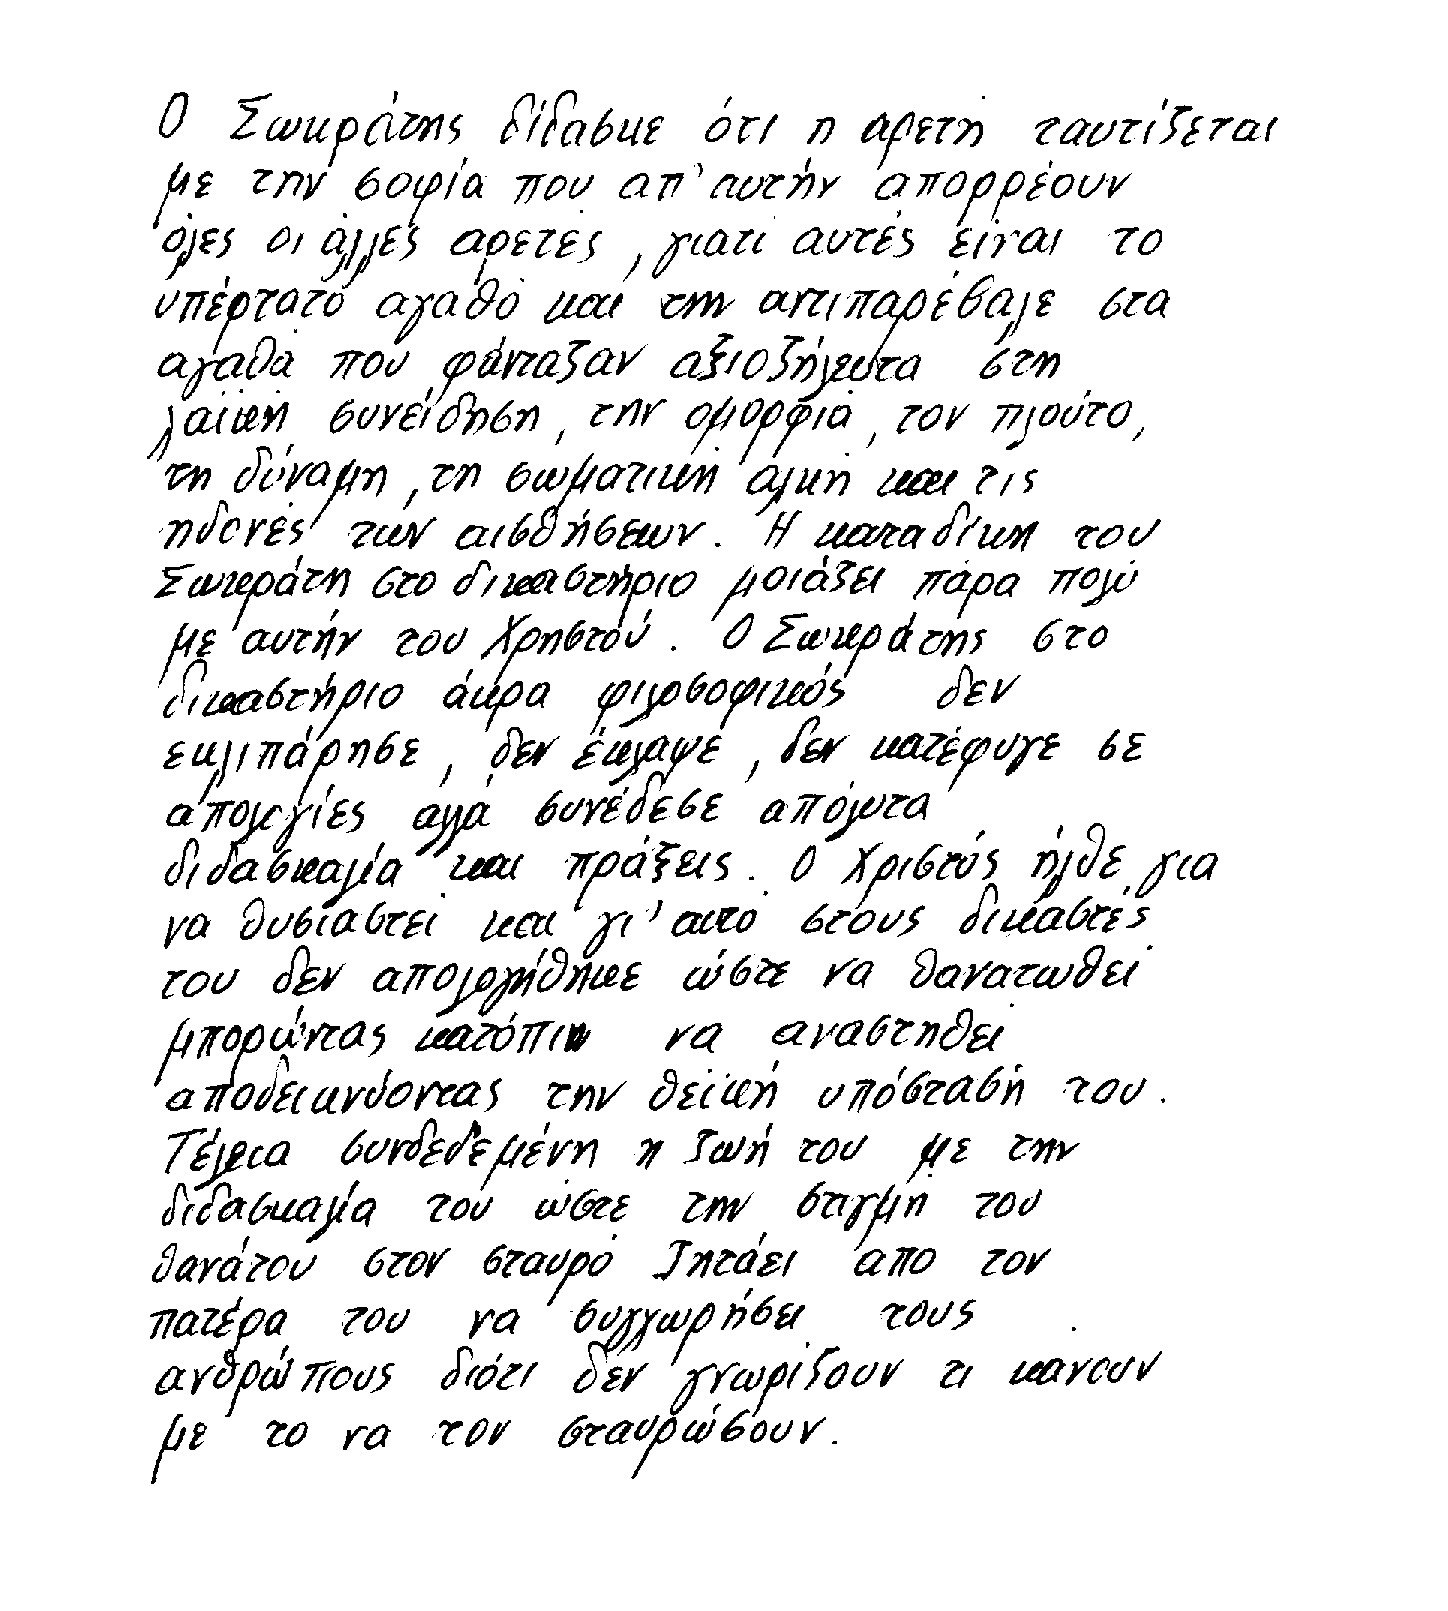 Ο Σωκράτης δίδασκε ότι η αρετή ταυτίζεται
με την σοφία που απ' αυτήν απορρέουν
όλες οι άλλες αρετές, γιατί αυτές είναι το
υπέρτατο αγαθό και την αντιπαρέβαλε στα
αγαθά που φάνταζαν αξιοζήλευτα στη
λαϊκή συνείδηση, την ομορφιά, τον πλούτο,
τη δύναμη, τη σωματική αλκή και τις
ηδονές των αισθήσεων. Η καταδίκη του
Σωκράτη στο δικαστήριο μοιάζει πάρα πολύ
με αυτήν του Χρηστού. Ο Σωκράτης στο
δικαστήριο άκρα φιλοσοφικός δεν
εκλιπάρησε, δεν έκλαψε, δεν κατέφυγε σε
απολογίες αλλά συνέδεσε απόλυτα
διδασκαλία και πράξεις. Ο Χριστός ήλθε για
να θυσιαστεί και γι' αυτό στους δικαστές
του δεν απολογήθηκε ώστε να θανατωθεί
μπορώντας κατόπιν να αναστηθεί
αποδεικνύοντας την θεϊκή υπόστασή του.
Τέλεια συνδεδεμένη η ζωή του με την
διδασκαλία του ώστε την στιγμή του
θανάτου στον σταυρό ζητάει απο τον
πατέρα του να συγχωρήσει τους
ανθρώπους διότι δεν γνωρίζουν τι κανουν
με το να τον σταυρώσουν.